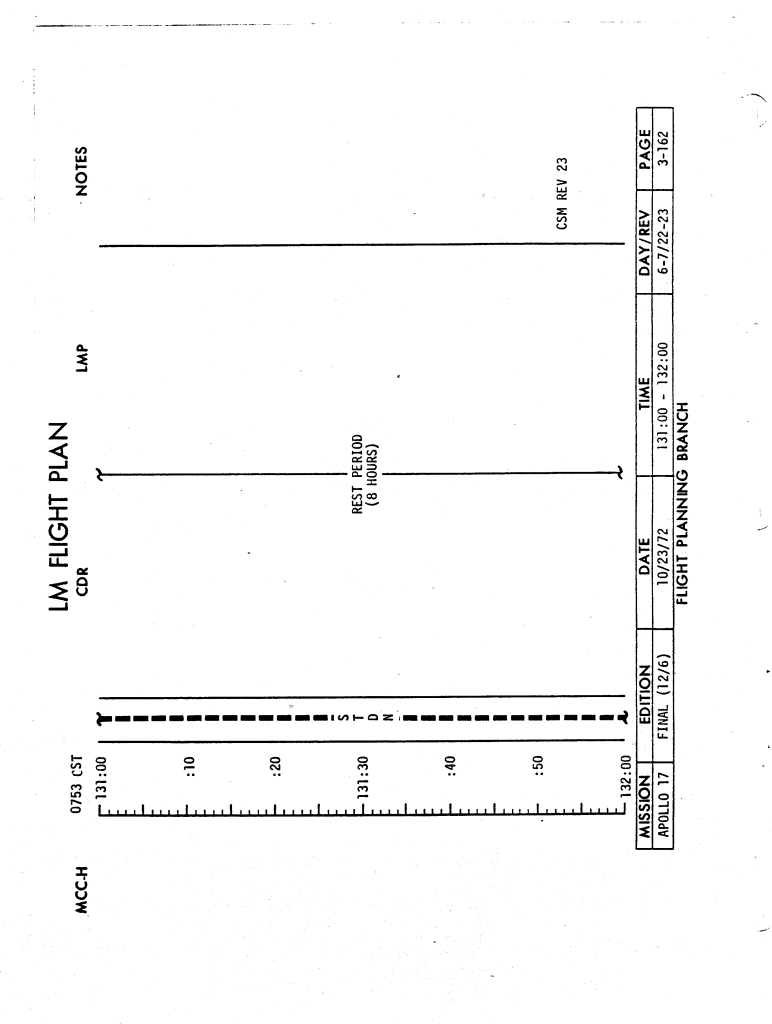 LM FLIGHT PLAN
MCC-H 0753 CST CDR LMP NOTES
131:00
:10
:20
STDN
131:30
REST PERIOD
(8 HOURS)
:40
:50
CSM REV 23
132:00
MISSION EDITION DATE TIME DAY/REV PAGE
APOLLO 17 FINAL (12/6) 10/23/72 131:00 - 132:00 6-7/22-23 3-162
FLIGHT PLANNING BRANCH